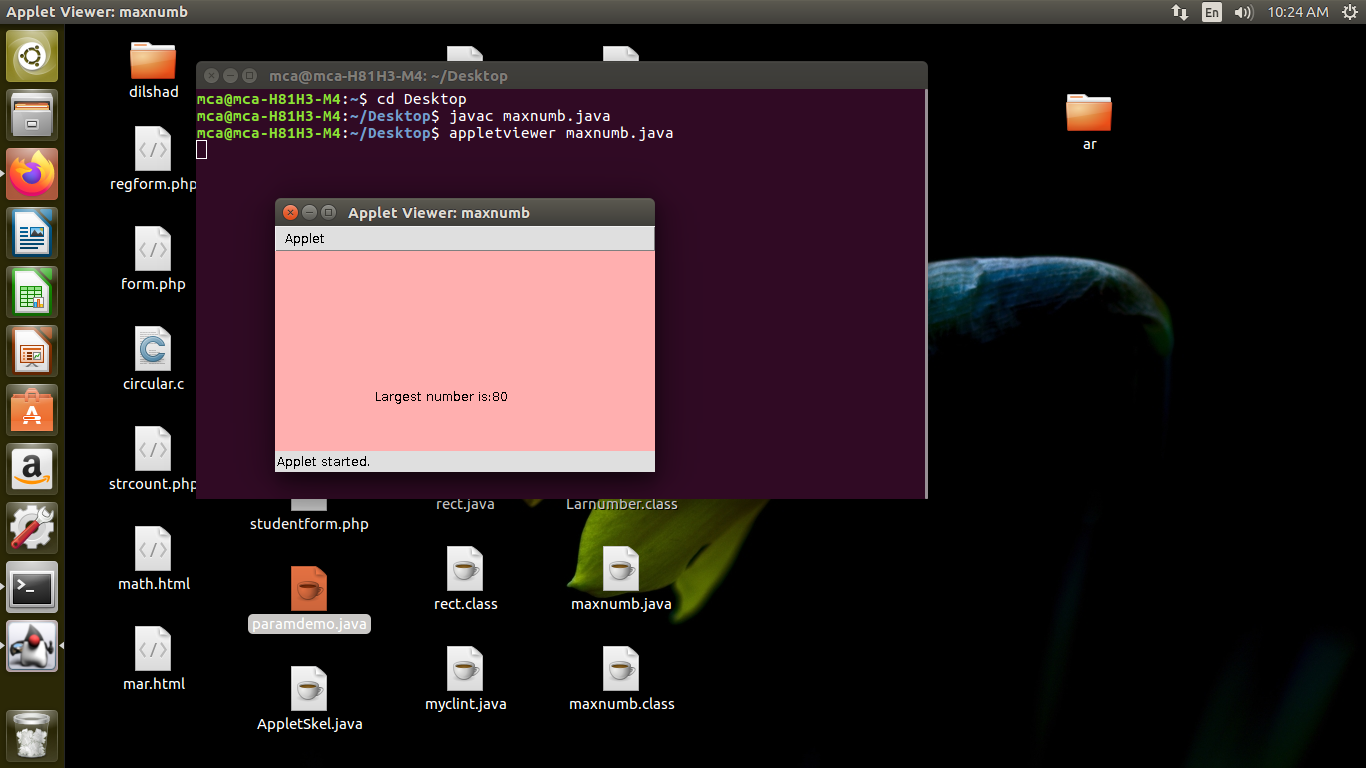 Applet Viewer: maxnumb
En
10:24 AM
dilshad
regform.php
form.php
circular.c
strcount.php
math.html
mar.html
mca@mca-H81H3-M4: ~/Desktop
mca@mca-H81H3-M4:~$ cd Desktop
mca@mca-H81H3-M4:~/Desktop$ javac maxnumb.java
mca@mca-H81H3-M4:~/Desktop$ appletviewer maxnumb.java
Applet Viewer: maxnumb
Applet
Largest number is:80
Applet started.
studentform.php
paramdemo.java
AppletSkel.java
rect.java
rect.class
myclint.java
Larnumber.class
maxnumb.java
maxnumb.class
ar